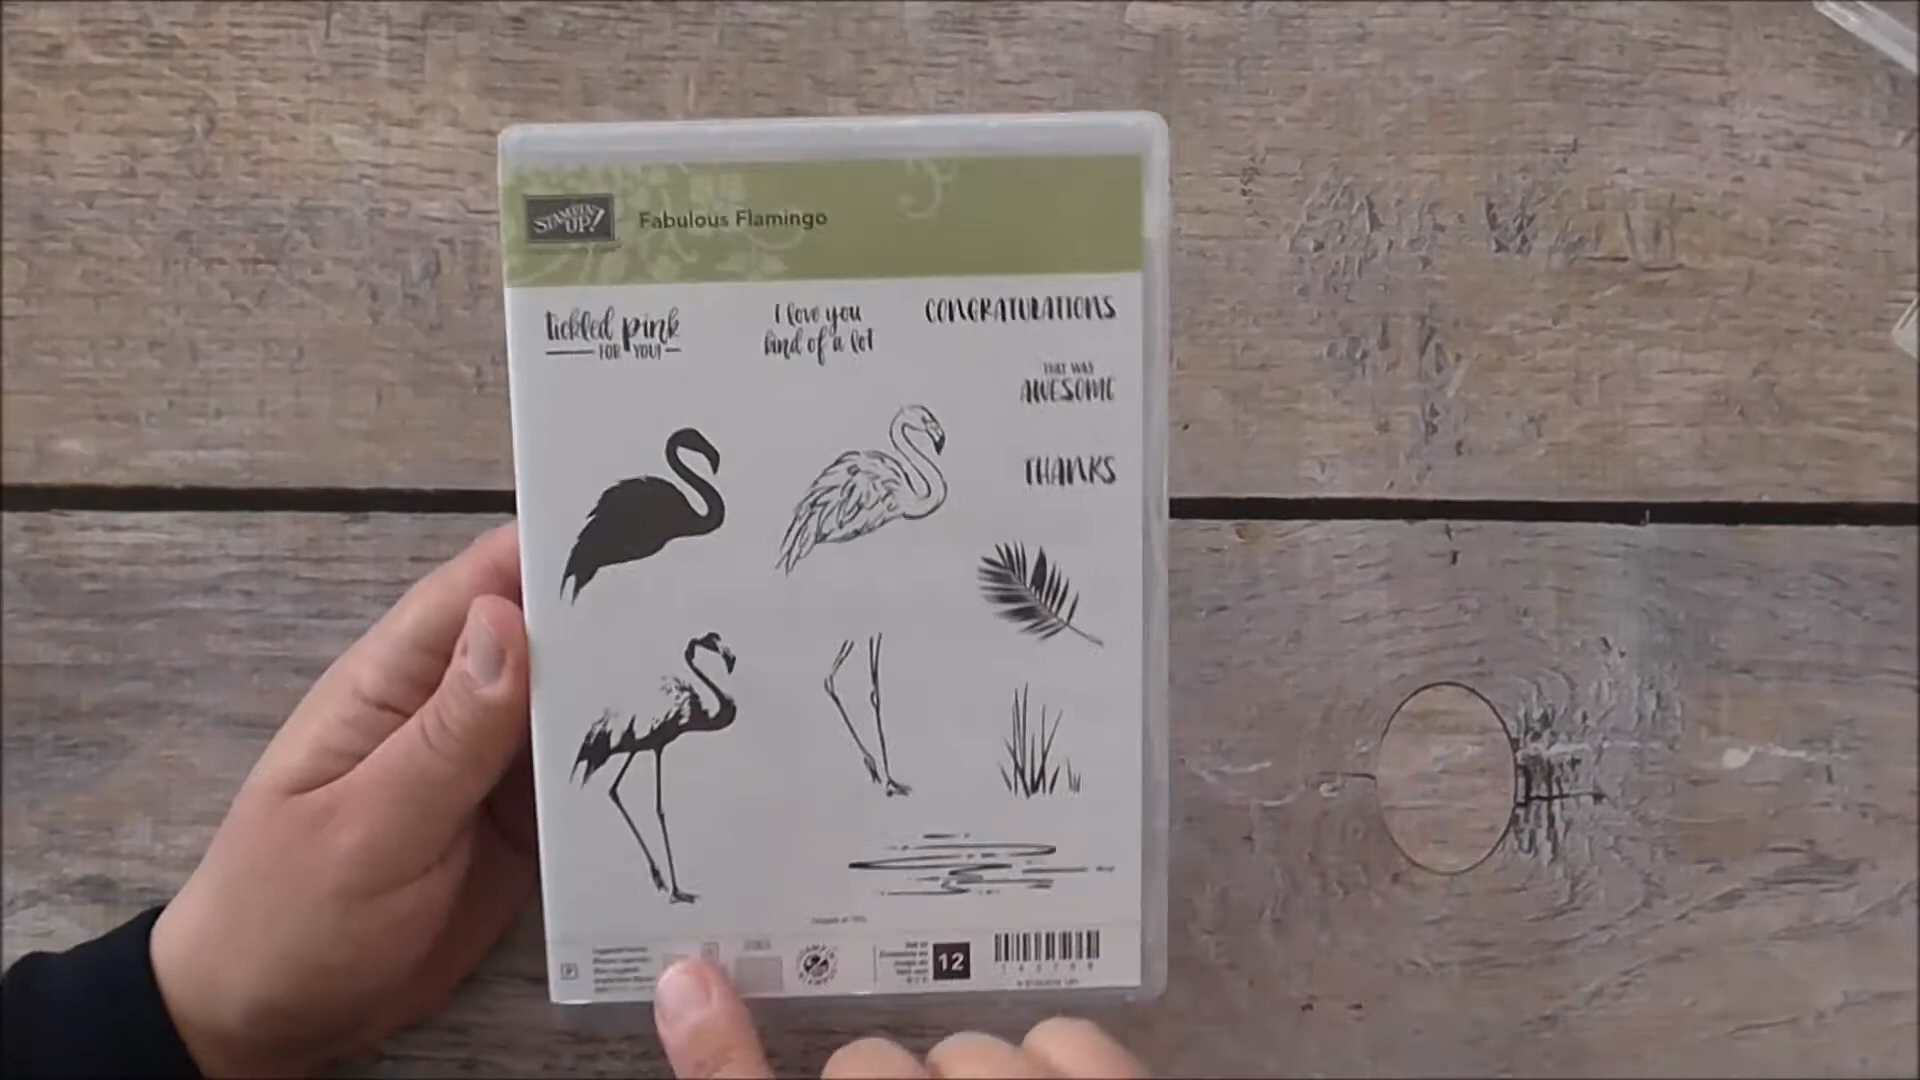 STAMPIN' UP!
Fabulous Flamingo
tickled pink
FOR YOU!
I love you
kind of a lot
CONGRATULATIONS
THAT WAS
AWESOME
THANKS
12